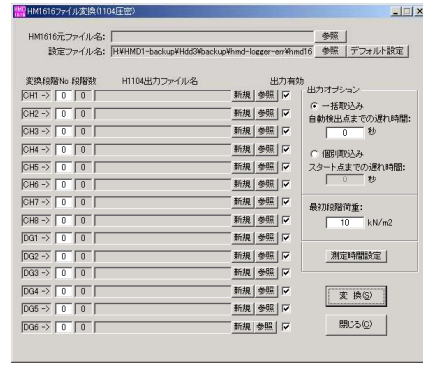 HM1616ファイル変換(1104圧密)
HM1616元ファイル名: 参照
設定ファイル名: H:¥HMD1-backup¥Hdd3¥backup¥hmd-logger-err¥hmd16 参照 デフォルト設定
変換段階No 段階数 H1104出力ファイル名 出力有効
CH1 -> 0 0 新規 参照
CH2 -> 0 0 新規 参照
CH3 -> 0 0 新規 参照
CH4 -> 0 0 新規 参照
CH5 -> 0 0 新規 参照
CH6 -> 0 0 新規 参照
CH7 -> 0 0 新規 参照
CH8 -> 0 0 新規 参照
DG1 -> 0 0 新規 参照
DG2 -> 0 0 新規 参照
DG3 -> 0 0 新規 参照
DG4 -> 0 0 新規 参照
DG5 -> 0 0 新規 参照
DG6 -> 0 0 新規 参照
出力オプション
一括取込み
自動検出点までの遅れ時間:
0 秒
個別取込み
スタート点までの遅れ時間:
0 秒
最初段階荷重:
10 kN/m2
測定時間設定
変 換(S)
閉じる(C)